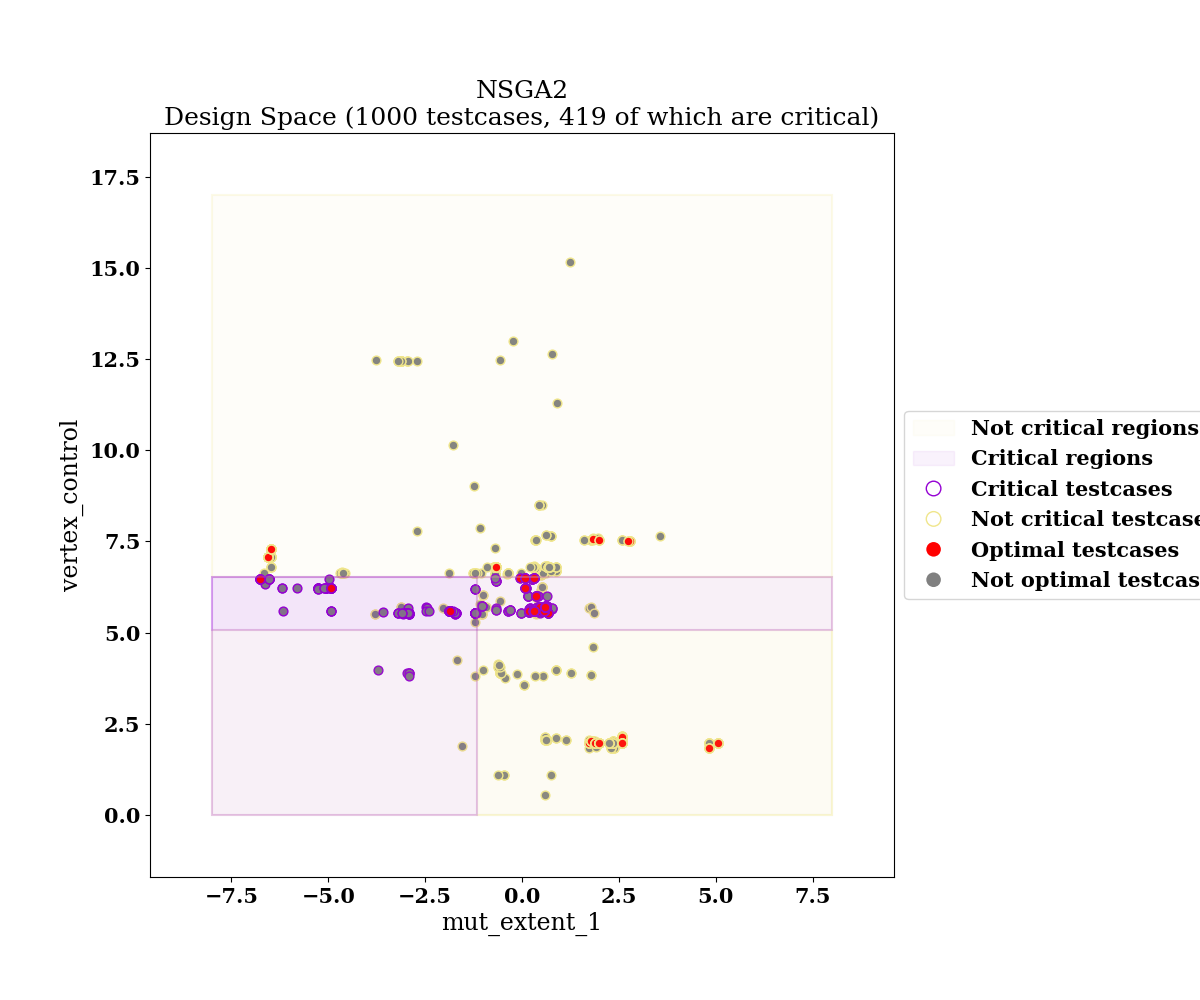 NSGA2
Design Space (1000 testcases, 419 of which are critical)
17.5
15.0
12.5
10.0
7.5
5.0
2.5
0.0
vertex_control
−7.5 −5.0 −2.5 0.0 2.5 5.0 7.5
mut_extent_1
Not critical regions
Critical regions
Critical testcases
Not critical testcase
Optimal testcases
Not optimal testcas